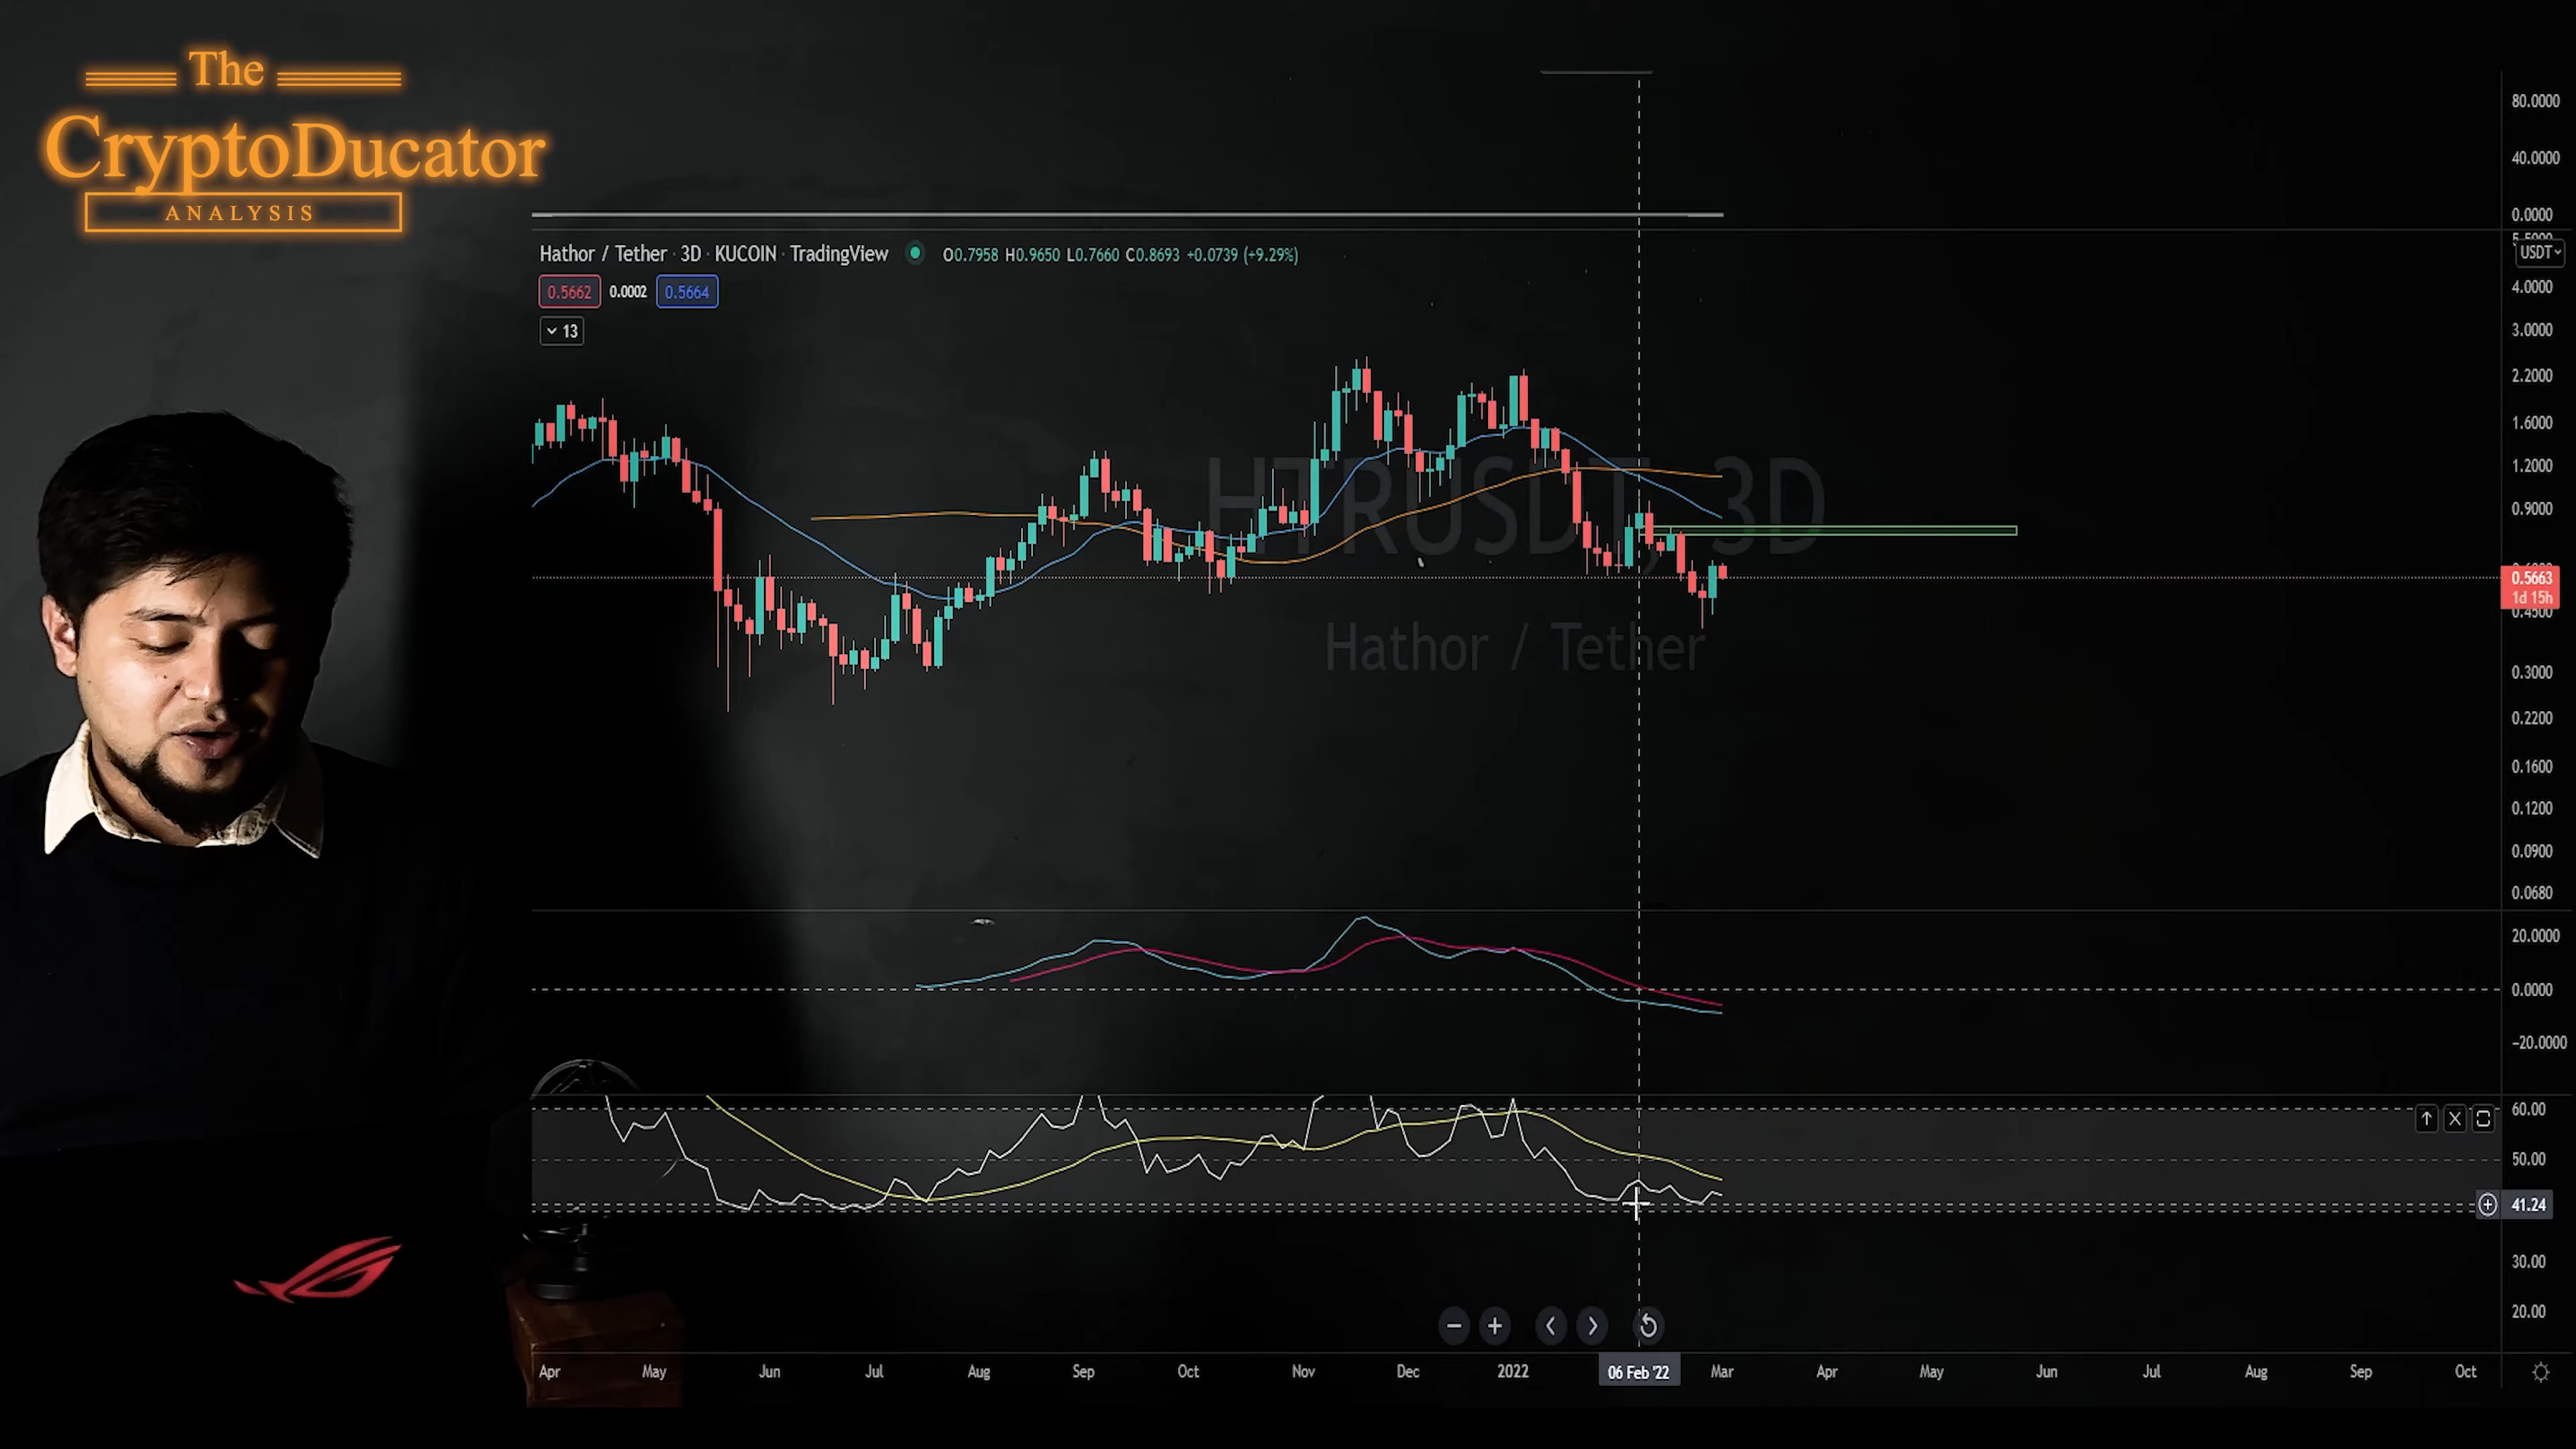 The
CryptoDucator
ANALYSIS
80.0000
40.0000
0.0000
Hathor / Tether · 3D · KUCOIN · TradingView O0.7958 H0.9650 L0.7660 C0.8693 +0.0739 (+9.29%)
USDT
0.5662 0.0002 0.5664
13
4.0000
3.0000
2.2000
1.6000
1.2000
0.9000
HTRUSDT, 3D
Hathor / Tether
0.5663
1d 15h
0.4500
0.3000
0.2200
0.1600
0.1200
0.0900
0.0680
20.0000
0.0000
-20.0000
60.00
50.00
41.24
30.00
20.00
Apr May Jun Jul Aug Sep Oct Nov Dec 2022 06 Feb '22 Mar Apr May Jun Jul Aug Sep Oct